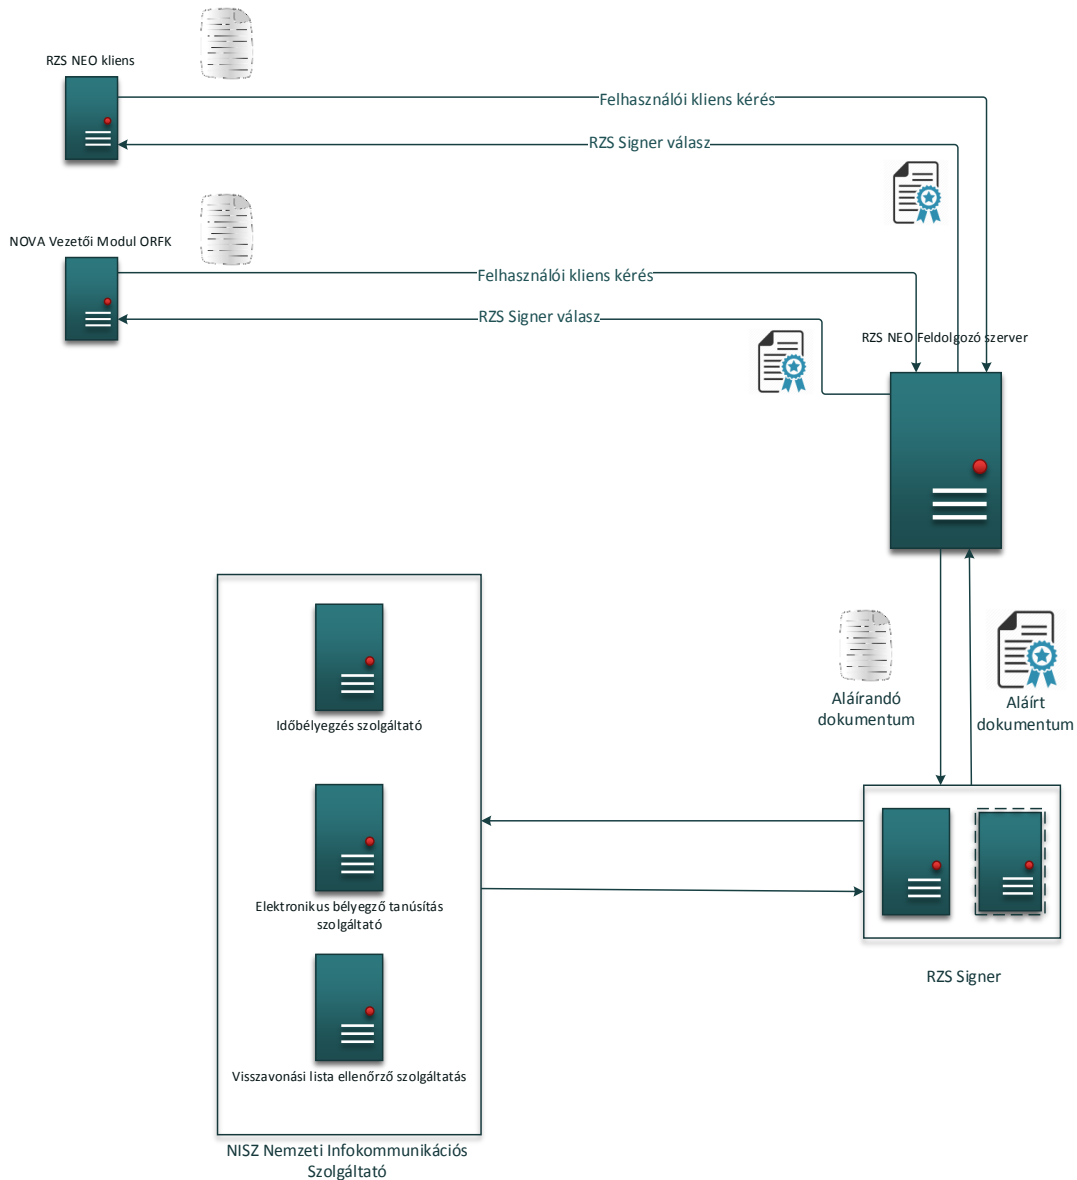 RZS NEO kliens
Felhasználói kliens kérés
RZS Signer válasz
NOVA Vezetői Modul ORFK
Felhasználói kliens kérés
RZS Signer válasz
RZS NEO Feldolgozó szerver
Aláírandó
dokumentum
Aláírt
dokumentum
Időbélyegzés szolgáltató
Elektronikus bélyegző tanúsítás
szolgáltató
Visszavonási lista ellenőrző szolgáltatás
RZS Signer
NISZ Nemzeti Infokommunikációs
Szolgáltató